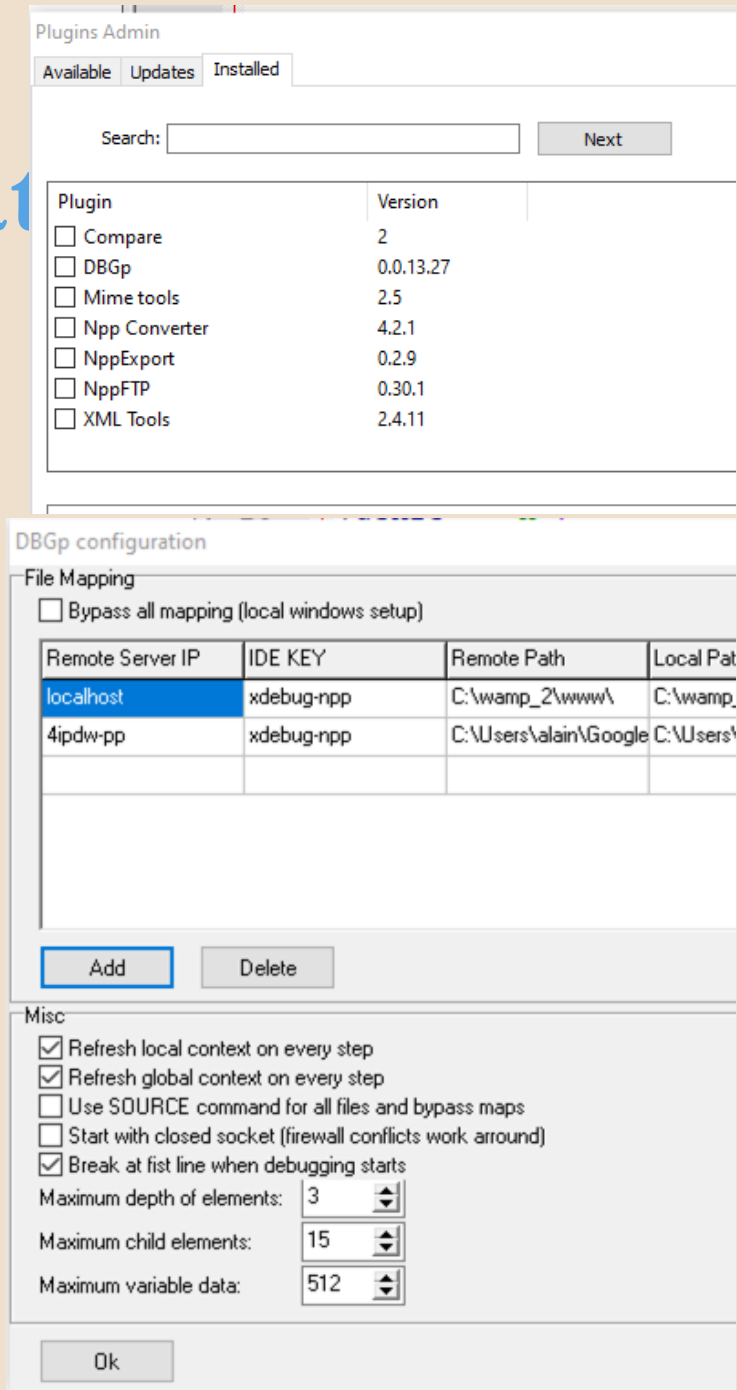 Plugins Admin
Available Updates Installed
Search: Next
Plugin Version
Compare 2
DBGp 0.0.13.27
Mime tools 2.5
Npp Converter 4.2.1
NppExport 0.2.9
NppFTP 0.30.1
XML Tools 2.4.11
DBGp configuration
File Mapping
Bypass all mapping (local windows setup)
Remote Server IP IDE KEY Remote Path Local Pat
localhost xdebug-npp C:\wamp_2\www\ C:\wamp_
4ipdw-pp xdebug-npp C:\Users\alain\Google C:\Users\
Add Delete
Misc
Refresh local context on every step
Refresh global context on every step
Use SOURCE command for all files and bypass maps
Start with closed socket (firewall conflicts work arround)
Break at fist line when debugging starts
Maximum depth of elements: 3
Maximum child elements: 15
Maximum variable data: 512
Ok